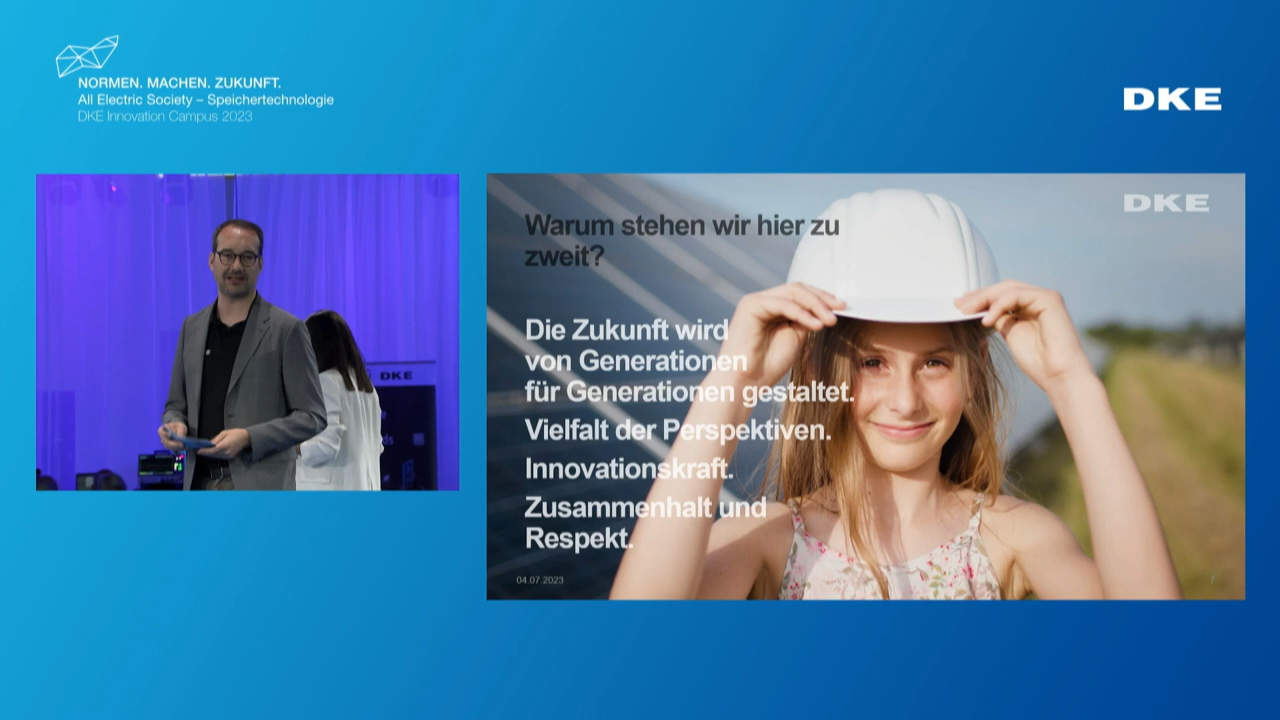 NORMEN. MACHEN. ZUKUNFT.
All Electric Society – Speichertechnologie
DKE Innovation Campus 2023
DKE
DKE
DKE
Warum stehen wir hier zu
zweit?
Die Zukunft wird
von Generationen
für Generationen gestaltet.
Vielfalt der Perspektiven.
Innovationskraft.
Zusammenhalt und
Respekt.
04.07.2023
7